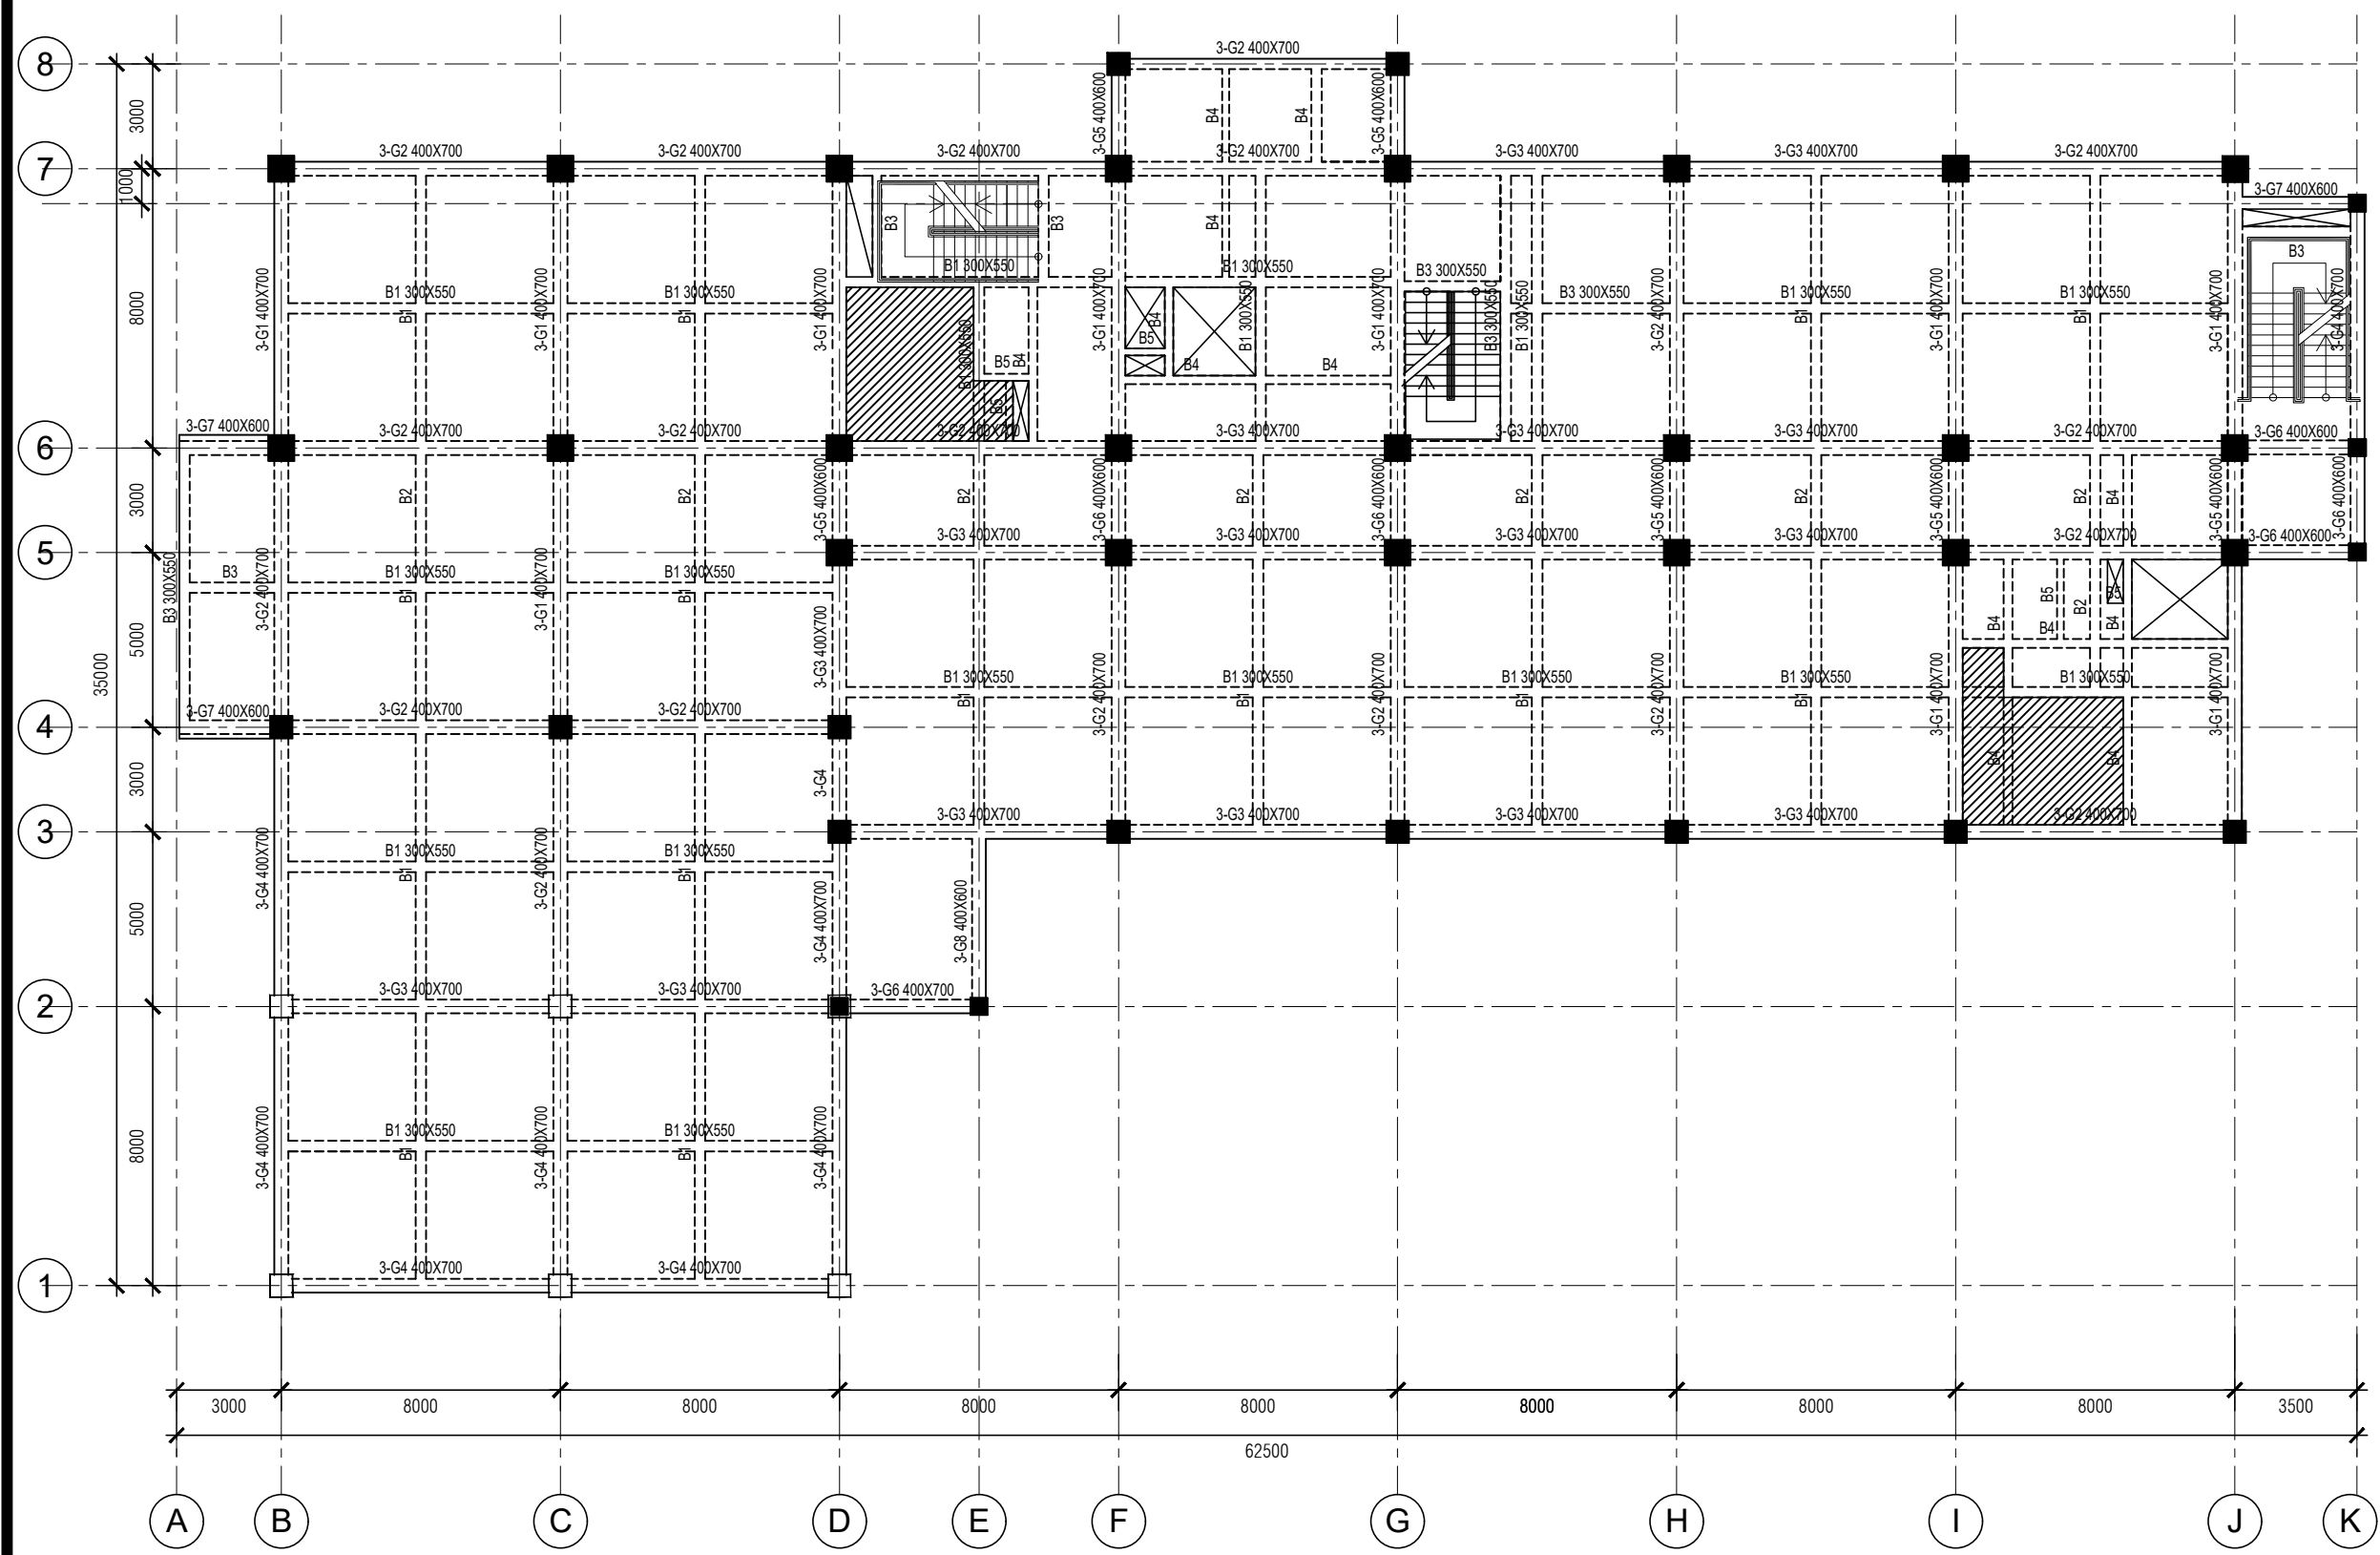 8
3-G2 400X700
3000
3-G5 400X600
B4
B4
3-G5 400X600
7
3-G2 400X700
3-G2 400X700
3-G2 400X700
3-G2 400X700
3-G3 400X700
3-G3 400X700
3-G2 400X700
1000
3-G7 400X600
B3
B3
B4
B3
B1 300X550
B1 300X550
B3 300X550
8000
3-G1 400X700
B1 300X550
B1
3-G1 400X700
B1 300X550
B1
3-G1 400X700
B1 300X550
B5
B4
3-G1 400X700
B4
B5
B4
B1 300X550
B4
3-G1 400X700
B3 300X550
B1 300X550
B3 300X550
3-G2 400X700
B1 300X550
B1
3-G1 400X700
B1 300X550
B1
3-G1 400X700
3-G4 400X700
B5
3-G7 400X600
6
3-G2 400X700
3-G2 400X700
3-G2 400X700
3-G3 400X700
3-G3 400X700
3-G3 400X700
3-G2 400X700
3-G6 400X600
3000
B2
B2
3-G5 400X600
B2
3-G6 400X600
B2
3-G6 400X600
B2
3-G5 400X600
B2
3-G5 400X600
B2
B4
3-G5 400X600
3-G6 400X600
5
3-G3 400X700
3-G3 400X700
3-G3 400X700
3-G3 400X700
3-G2 400X700
3-G6 400X600
B3 300X550
B3
3-G2 400X700
B1 300X550
B1
3-G1 400X700
B1 300X550
B1
5000
35000
3-G3 400X700
B4
B5
B4
B2
B5
B4
B1 300X550
B1
3-G2 400X700
B1 300X550
B1
3-G2 400X700
B1 300X550
B1
3-G2 400X700
B1 300X550
B1
3-G1 400X700
B1 300X550
3-G1 400X700
3-G7 400X600
4
3-G2 400X700
3-G2 400X700
3000
3-G4
B4
B4
3
3-G3 400X700
3-G3 400X700
3-G3 400X700
3-G3 400X700
3-G2 400X700
3-G4 400X700
B1 300X550
B1
3-G2 400X700
B1 300X550
B1
5000
3-G4 400X700
3-G8 400X600
2
3-G3 400X700
3-G3 400X700
3-G6 400X700
8000
3-G4 400X700
B1 300X550
B1
3-G4 400X700
B1 300X550
B1
3-G4 400X700
1
3-G4 400X700
3-G4 400X700
3000
8000
8000
8000
8000
8000
8000
8000
3500
62500
A
B
C
D
E
F
G
H
I
J
K